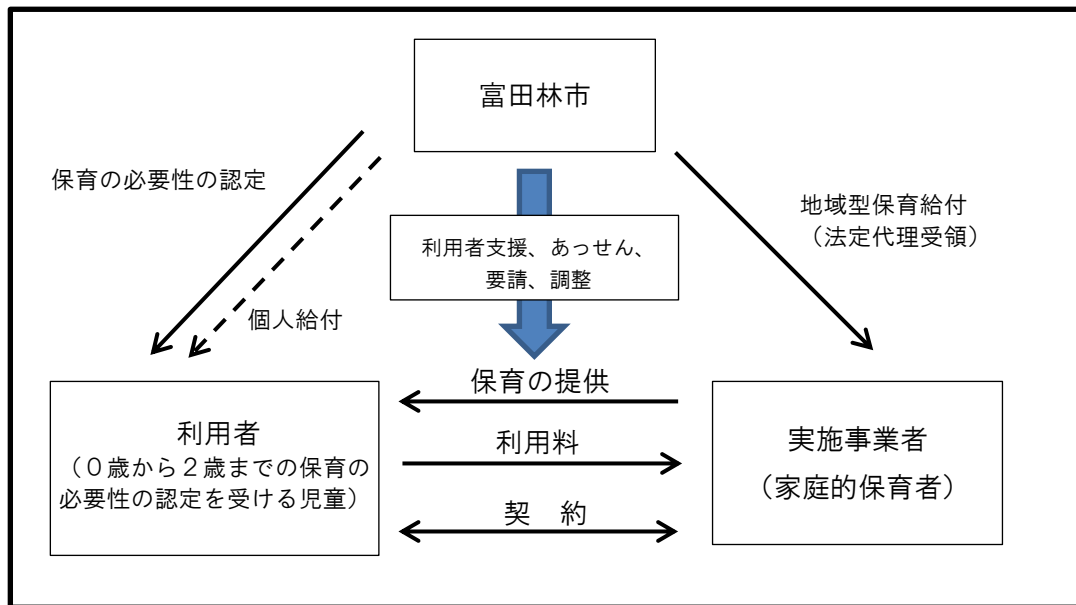 富田林市
保育の必要性の認定
地域型保育給付
（法定代理受領）
利用者支援、あっせん、
要請、調整
個人給付
保育の提供
利用者
（０歳から２歳までの保育の
必要性の認定を受ける児童）
利用料
実施事業者
（家庭的保育者）
契　約